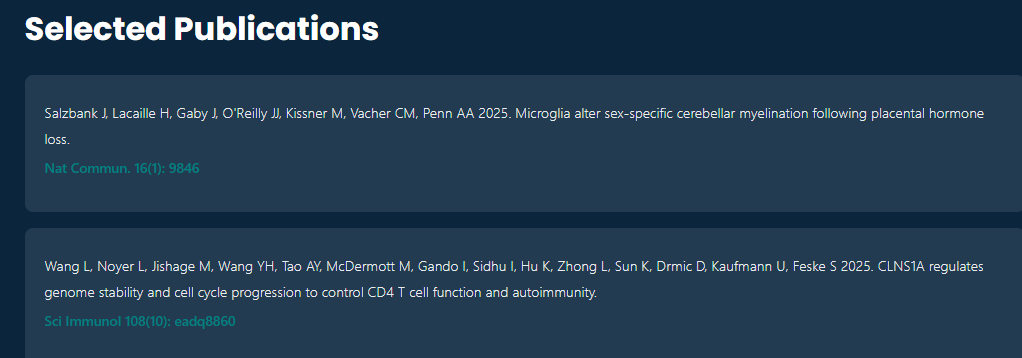 Selected Publications
Salzbank J, Lacaille H, Gaby J, O'Reilly JJ, Kissner M, Vacher CM, Penn AA 2025. Microglia alter sex-specific cerebellar myelination following placental hormone
loss.
Nat Commun. 16(1): 9846
Wang L, Noyer L, Jishage M, Wang YH, Tao AY, McDermott M, Gando I, Sidhu I, Hu K, Zhong L, Sun K, Drmic D, Kaufmann U, Feske S 2025. CLNS1A regulates
genome stability and cell cycle progression to control CD4 T cell function and autoimmunity.
Sci Immunol 108(10): eadq8860